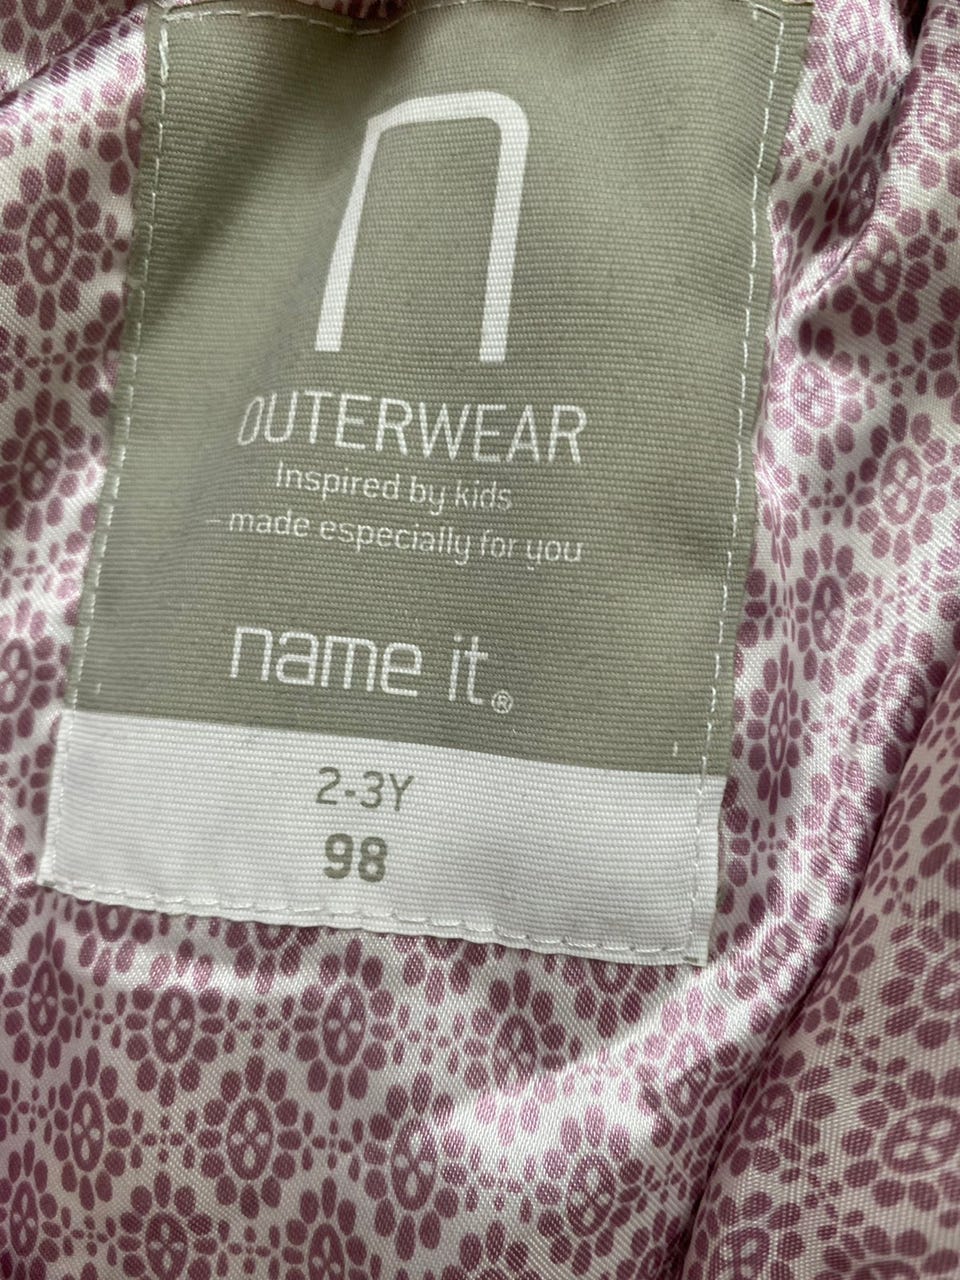 OUTERWEAR
Inspired by kids
– made especially for you
name it.®
2-3Y
98